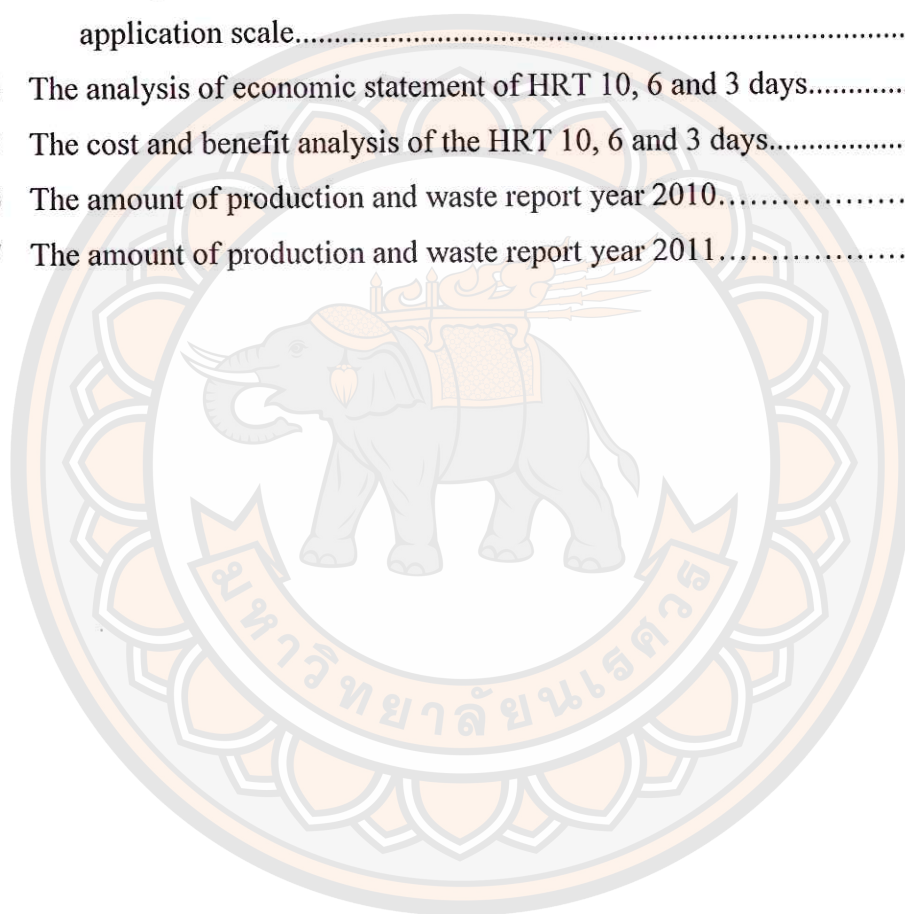 application scale................................................................................
The analysis of economic statement of HRT 10, 6 and 3 days.............
The cost and benefit analysis of the HRT 10, 6 and 3 days..................
The amount of production and waste report year 2010...................
The amount of production and waste report year 2011...................
มหาวิทยาลัยนเรศวร